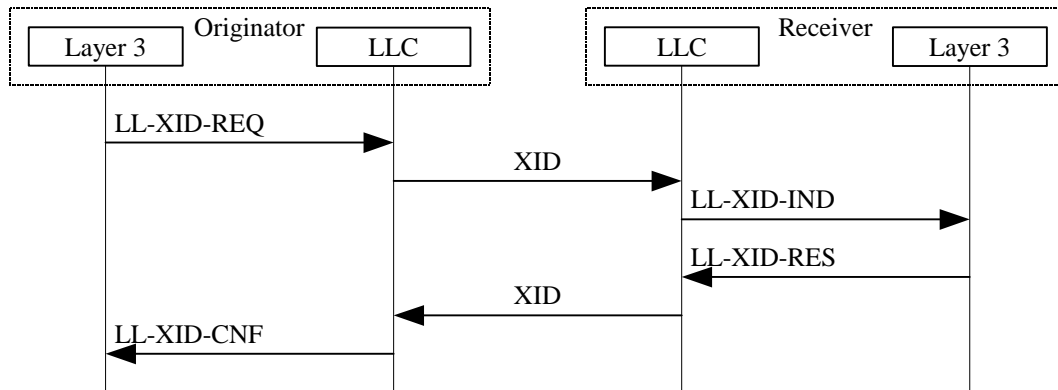 Originator
Receiver
Layer 3
LLC
LLC
Layer 3
LL-XID-REQ
XID
LL-XID-IND
LL-XID-RES
XID
LL-XID-CNF